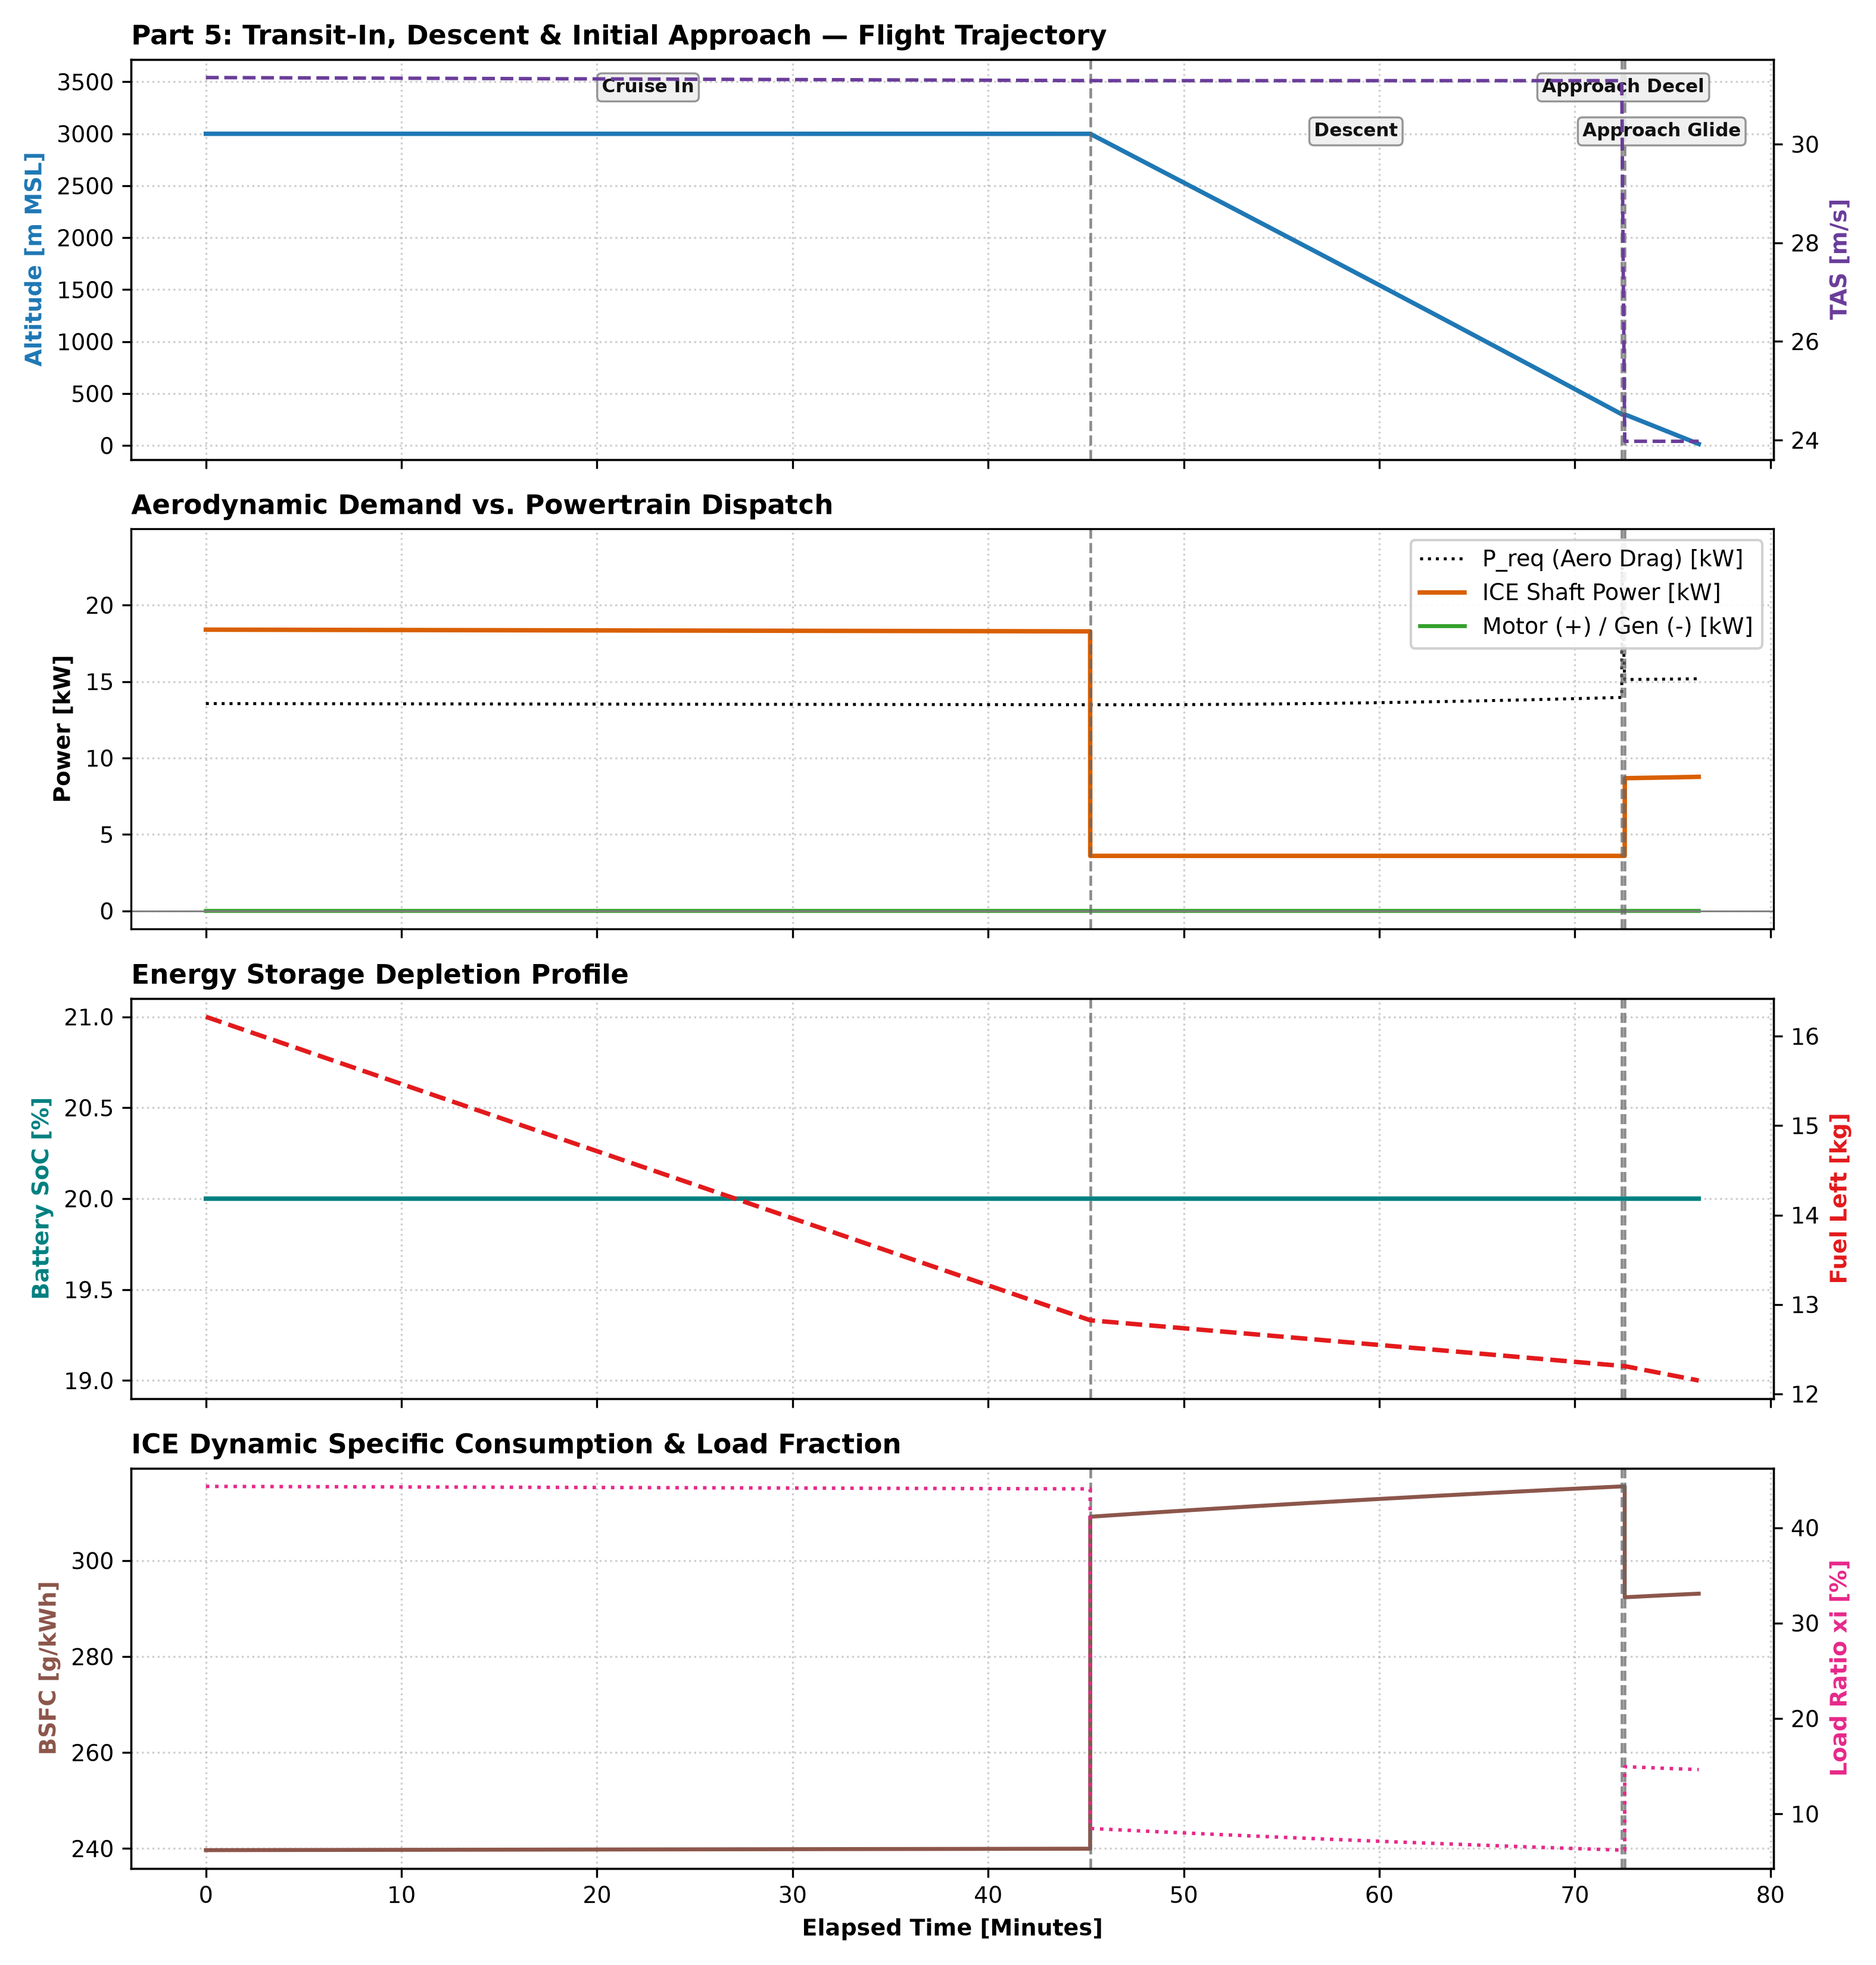 Part 5: Transit-In, Descent & Initial Approach — Flight Trajectory
3500
3000
2500
2000
1500
1000
500
0
Altitude [m MSL]
Cruise In
Approach Decel
Descent
Approach Glide
30
28
26
24
TAS [m/s]
Aerodynamic Demand vs. Powertrain Dispatch
20
15
10
5
0
Power [kW]
P_req (Aero Drag) [kW]
ICE Shaft Power [kW]
Motor (+) / Gen (-) [kW]
Energy Storage Depletion Profile
21.0
20.5
20.0
19.5
19.0
Battery SoC [%]
16
15
14
13
12
Fuel Left [kg]
ICE Dynamic Specific Consumption & Load Fraction
300
280
260
240
BSFC [g/kWh]
40
30
20
10
Load Ratio xi [%]
0 10 20 30 40 50 60 70 80
Elapsed Time [Minutes]